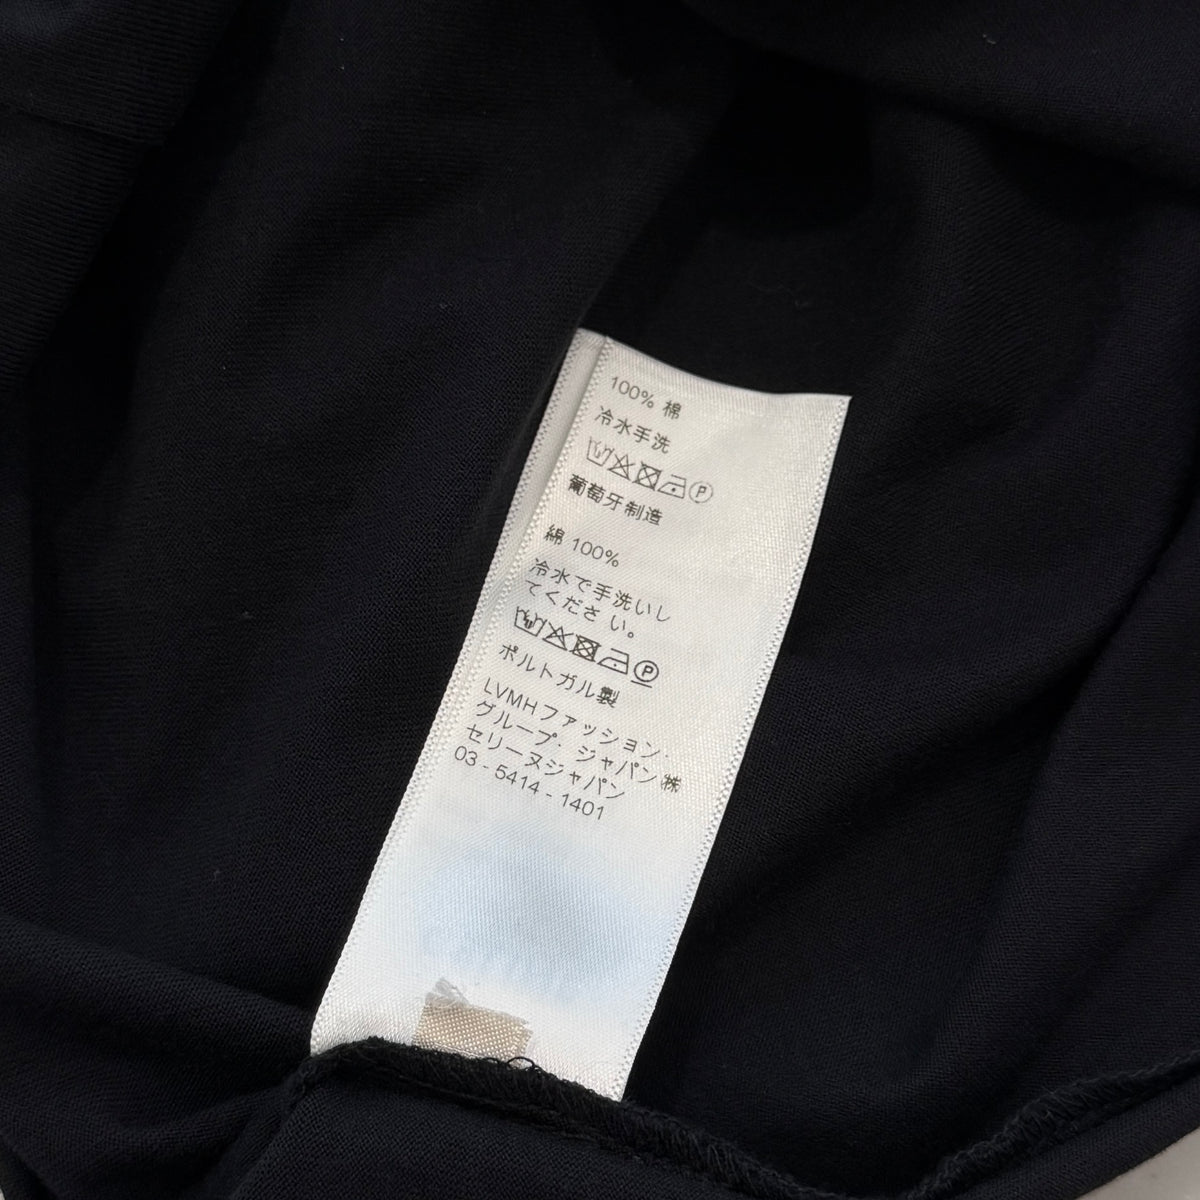 100% 棉
冷水手洗
P
葡萄牙制造
綿 100%
冷水で手洗いし
てください。
P
ポルトガル製
LVMHファッション.
グループ. ジャパン㈱
セリーヌジャパン
03 - 5414 - 1401